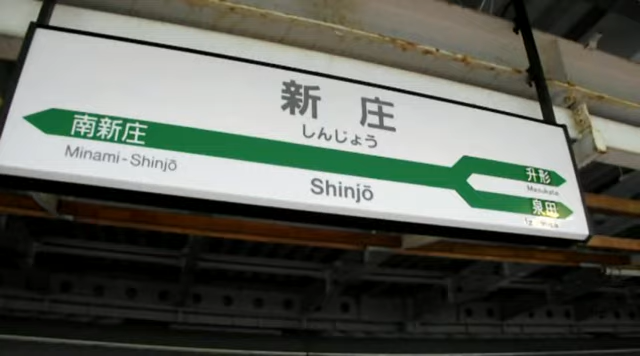 新 庄
しんじょう
南新庄
Minami-Shinjō
Shinjō
升形
Masukata
泉田